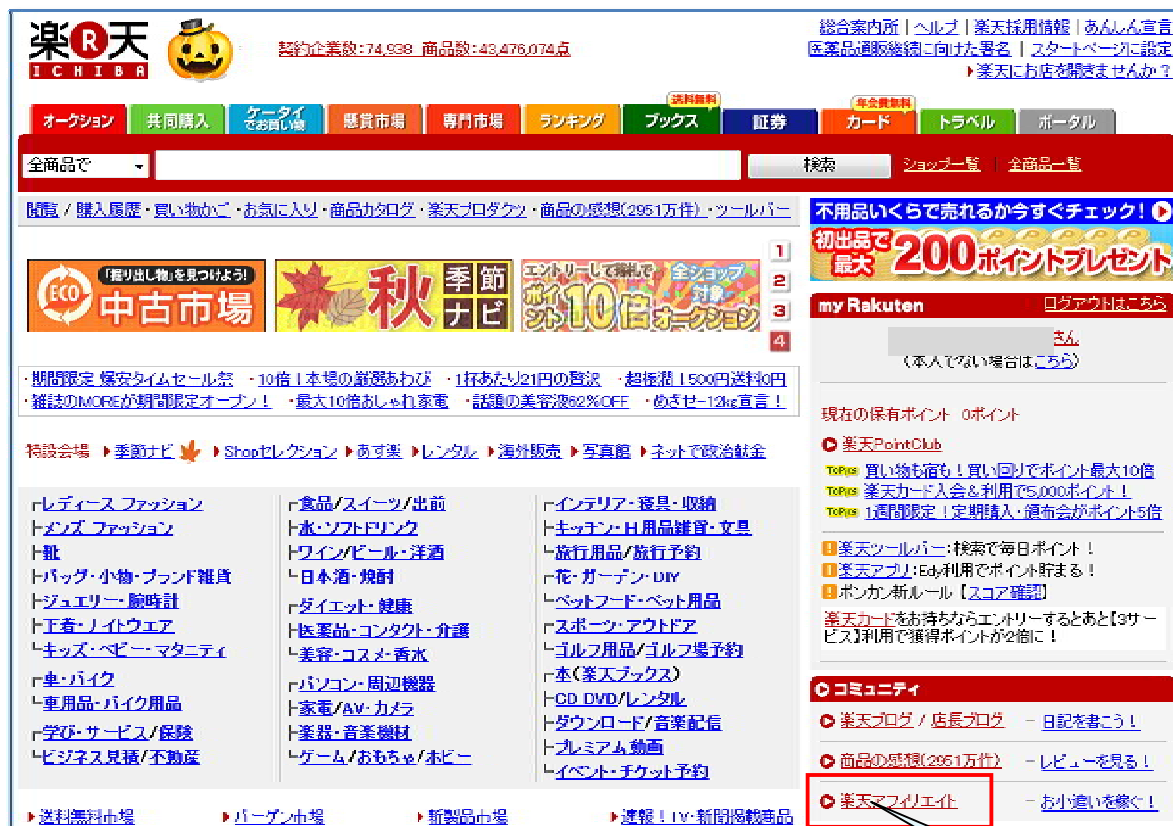 楽天
ICHIBA
契約企業数:74,938 商品数:43,476,074点
総合案内所 | ヘルプ | 楽天採用情報 | あんしん宣言
医薬品通販継続に向けた署名 | スタートページに設定
楽天にお店を開きませんか?
送料無料
年会費無料
オークション 共同購入 ケータイでお買い物 懸賞市場 専門市場 ランキング ブックス 証券 カード トラベル ポータル
全商品で 検索 ショップ一覧 全商品一覧
閲覧 / 購入履歴・買い物かご・お気に入り・商品カタログ・楽天プロダクツ・商品の感想(2951万件)・ツールバー
不用品いくらで売れるか今すぐチェック!
初出品で最大200ポイントプレゼント
ECO 「掘り出し物」を見つけよう!
中古市場
秋 季節ナビ
エントリーして落札で 全ショップ対象
ポイント10倍オークション
1
2
3
4
my Rakuten ログアウトはこちら
さん
(本人でない場合はこちら)
・期間限定 爆安タイムセール祭 ・10倍!本場の厳選あわび ・1杯あたり21円の贅沢 ・超極潤!500円送料0円
・雑誌のMOREが期間限定オープン! ・最大10倍おしゃれ家電 ・話題の美容液62%OFF ・めざせ-12kg宣言!
現在の保有ポイント 0ポイント
楽天PointClub
TOPICS 買い物も宿も!買い回りでポイント最大10倍
TOPICS 楽天カード入会&利用で5,000ポイント!
TOPICS 1週間限定!定期購入・頒布会がポイント5倍
特設会場 季節ナビ Shopセレクション あす楽 レンタル 海外販売 写真館 ネットで政治献金
レディース ファッション
メンズ ファッション
靴
バッグ・小物・ブランド雑貨
ジュエリー・腕時計
下着・ナイトウエア
キッズ・ベビー・マタニティ
車・バイク
車用品・バイク用品
学び・サービス/保険
ビジネス見積/不動産
食品/スイーツ/出前
水・ソフトドリンク
ワイン/ビール・洋酒
日本酒・焼酎
ダイエット・健康
医薬品・コンタクト・介護
美容・コスメ・香水
パソコン・周辺機器
家電/AV・カメラ
楽器・音楽機材
ゲーム/おもちゃ/ホビー
インテリア・寝具・収納
キッチン・日用品雑貨・文具
旅行用品/旅行予約
花・ガーデン・DIY
ペットフード・ペット用品
スポーツ・アウトドア
ゴルフ用品/ゴルフ場予約
本(楽天ブックス)
CD DVD/レンタル
ダウンロード/音楽配信
プレミアム動画
イベント・チケット予約
楽天ツールバー:検索で毎日ポイント!
楽天アプリ:Edy利用でポイント貯まる!
ポンカン新ルール【スコア確認】
楽天カードをお持ちならエントリーするとあと【3サービス】利用で獲得ポイントが2倍に!
コミュニティ
楽天ブログ / 店長ブログ － 日記を書こう!
商品の感想(2951万件) － レビューを見る!
楽天アフィリエイト － お小遣いを稼ぐ!
送料無料市場 バーゲン市場 新製品市場 速報!TV・新聞掲載商品